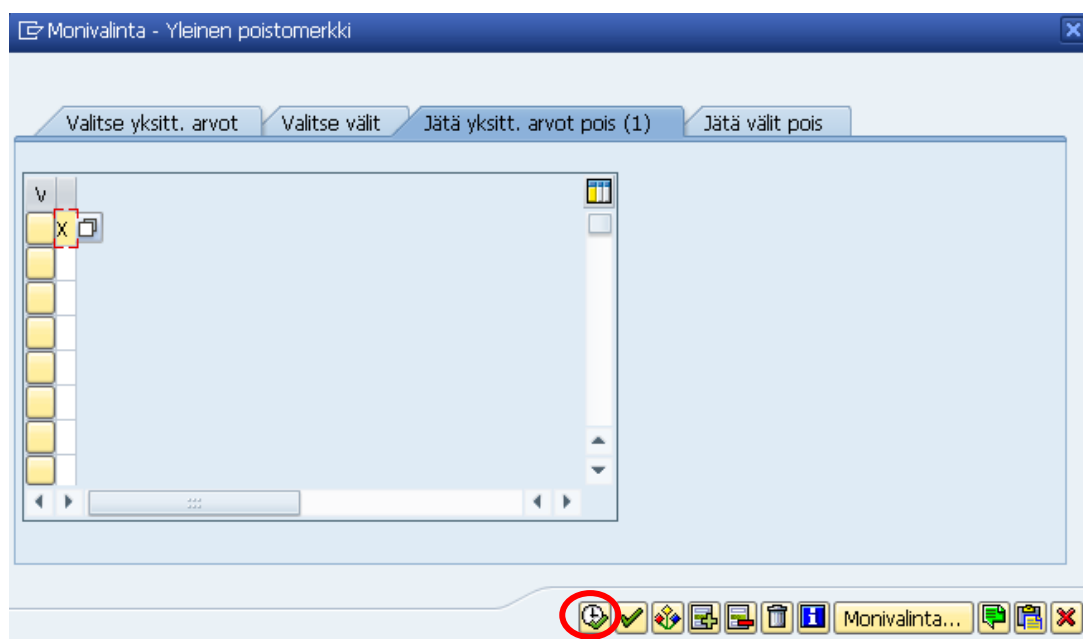 Monivalinta - Yleinen poistomerkki
Valitse yksitt. arvot Valitse välit Jätä yksitt. arvot pois (1) Jätä välit pois
V
X
Monivalinta...